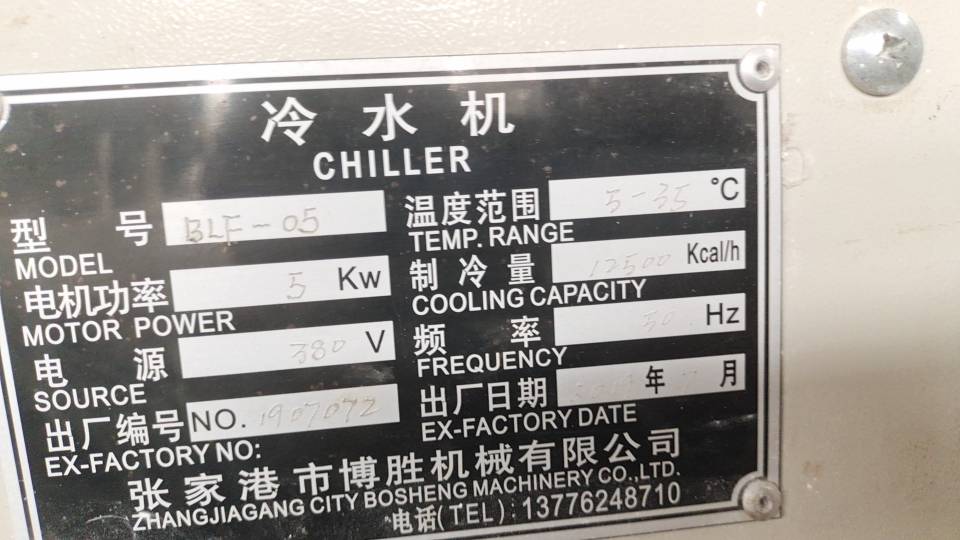 冷水机
CHILLER
型号 BLF-05
MODEL
温度范围 5-35 °C
TEMP. RANGE
电机功率 5 Kw
MOTOR POWER
制冷量 12500 Kcal/h
COOLING CAPACITY
电源 380 V
SOURCE
频率 50 Hz
FREQUENCY
出厂编号 NO. 1907072
EX-FACTORY NO:
出厂日期 年 7 月
EX-FACTORY DATE
张家港市博胜机械有限公司
ZHANGJIAGANG CITY BOSHENG MACHINERY CO.,LTD.
电话(TEL):13776248710